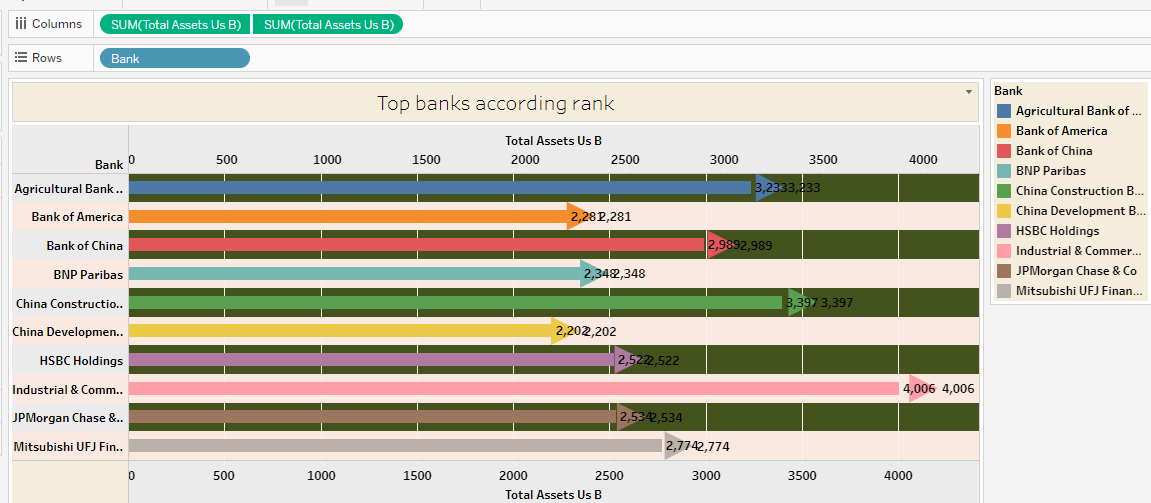 Columns SUM(Total Assets Us B) SUM(Total Assets Us B)
Rows Bank
Top banks according rank
Total Assets Us B
Bank 0 500 1000 1500 2000 2500 3000 3500 4000
Agricultural Bank .. 3,233 3,233
Bank of America 2,281 2,281
Bank of China 2,989 2,989
BNP Paribas 2,348 2,348
China Constructio.. 3,397 3,397
China Developmen.. 2,202 2,202
HSBC Holdings 2,522 2,522
Industrial & Comm.. 4,006 4,006
JPMorgan Chase &.. 2,534 2,534
Mitsubishi UFJ Fin.. 2,774 2,774
0 500 1000 1500 2000 2500 3000 3500 4000
Total Assets Us B
Bank
Agricultural Bank of ...
Bank of America
Bank of China
BNP Paribas
China Construction B...
China Development B...
HSBC Holdings
Industrial & Commer...
JPMorgan Chase & Co
Mitsubishi UFJ Finan...